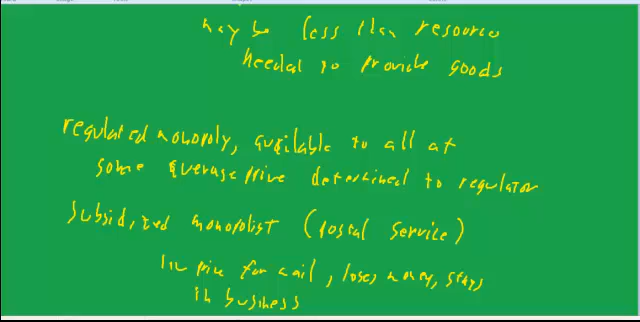 may be less than resources
needed to provide goods
regulated monopoly, available to all at
some average price determined to regulator
Subsidized monopolist (postal service)
low price for mail, loses money, stays
in business